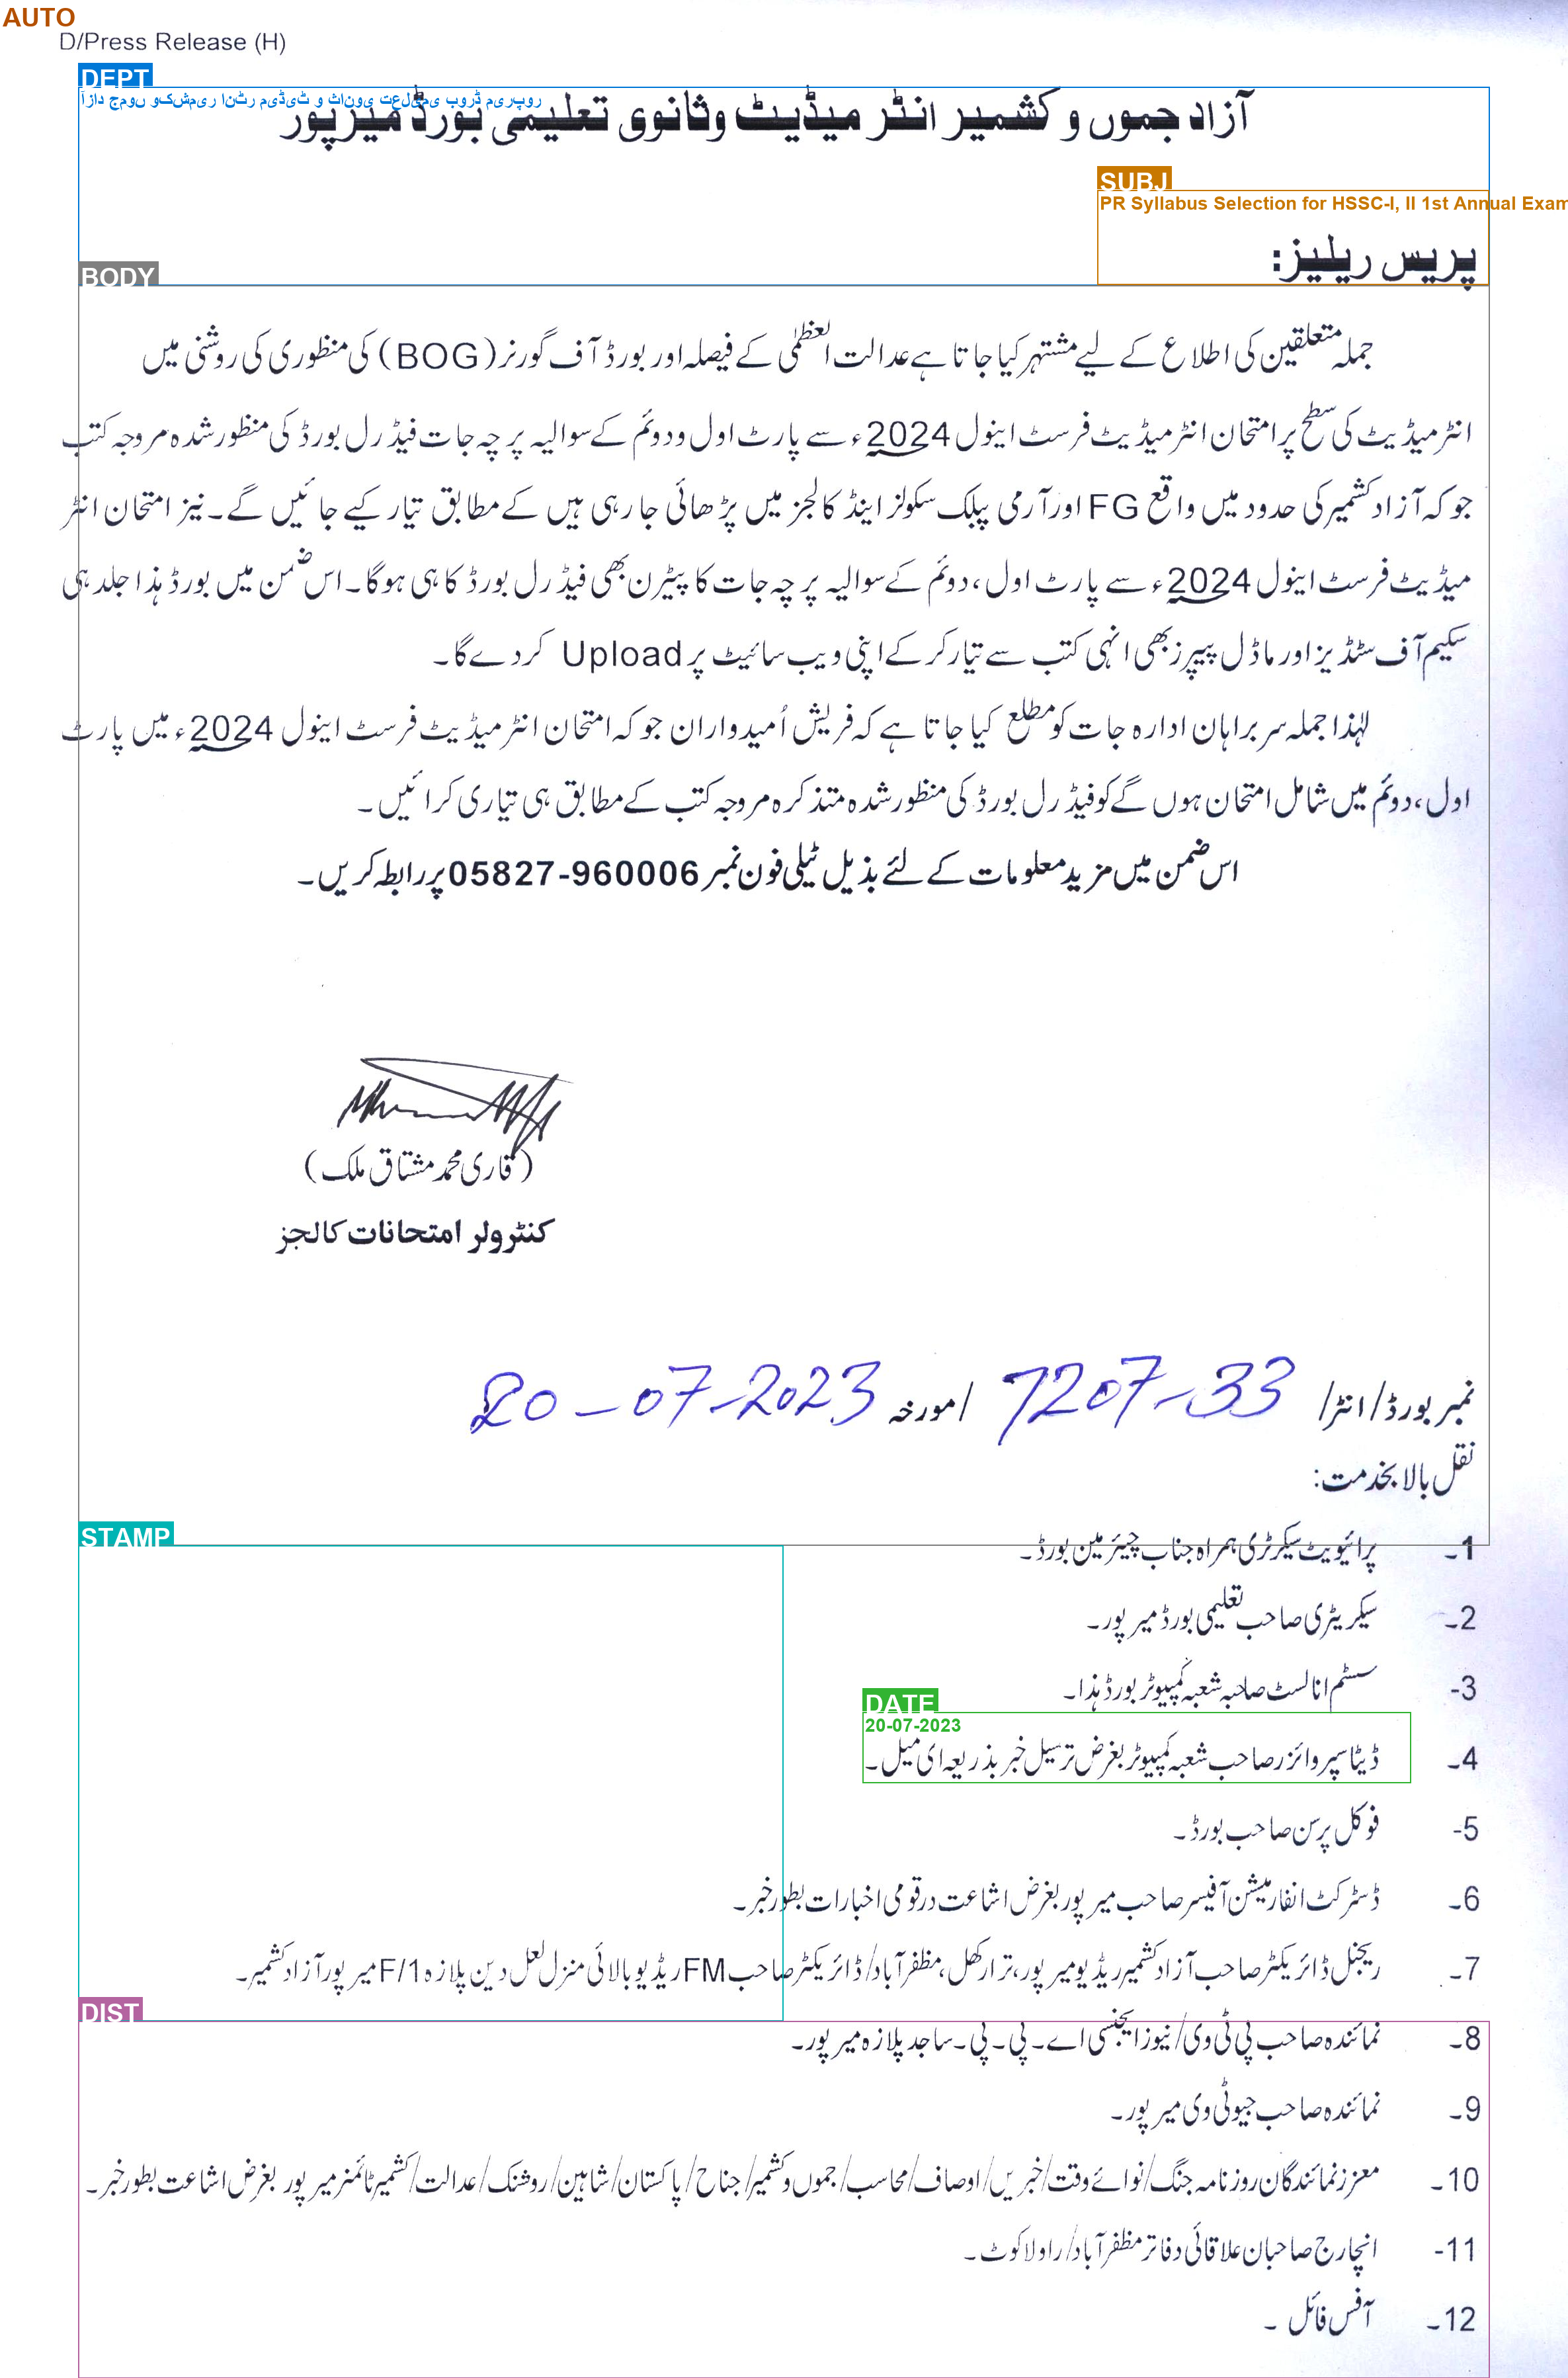 AUTO
D/Press Release (H)
DEPT
آزاد جموں و کشمیر انٹر میڈیٹ و ثانوی تعلیمی بورڈ میرپور
آزاد جموں و کشمیر انٹر میڈیٹ وثانوی تعلیمی بورڈ میرپور
SUBJ
PR Syllabus Selection for HSSC-I, II 1st Annual Exam
پریس ریلیز:
BODY
جملہ متعلقین کی اطلاع کے لیے مشتہر کیا جاتا ہے عدالت العظمٰی کے فیصلہ اور بورڈ آف گورنر (BOG) کی منظوری کی روشنی میں
انٹرمیڈیٹ کی سطح پر امتحان انٹرمیڈیٹ فرسٹ اینول 2024ء سے پارٹ اول ودوئم کے سوالیہ پرچہ جات فیڈرل بورڈ کی منظور شدہ مروجہ کتب
جو کہ آزاد کشمیر کی حدود میں واقع FG اور آرمی پبلک سکولز اینڈ کالجز میں پڑھائی جا رہی ہیں کے مطابق تیار کیے جائیں گے۔ نیز امتحان انٹر
میڈیٹ فرسٹ اینول 2024ء سے پارٹ اول، دوئم کے سوالیہ پرچہ جات کا پیٹرن بھی فیڈرل بورڈ کا ہی ہوگا۔ اس ضمن میں بورڈ ہذا جلد ہی
سکیم آف سٹڈیز اور ماڈل پیپرز بھی انہی کتب سے تیار کر کے اپنی ویب سائیٹ پر Upload کر دے گا۔
لہٰذا جملہ سربراہان ادارہ جات کو مطلع کیا جاتا ہے کہ فریش اُمیدواران جو کہ امتحان انٹرمیڈیٹ فرسٹ اینول 2024ء میں پارٹ
اول، دوئم میں شامل امتحان ہوں گے کو فیڈرل بورڈ کی منظور شدہ متذکرہ مروجہ کتب کے مطابق ہی تیاری کرائیں۔
اس ضمن میں مزید معلومات کے لئے بذیل ٹیلی فون نمبر 05827-960006 پر رابطہ کریں۔
(قاری محمد مشتاق ملک)
کنٹرولر امتحانات کالجز
نمبر بورڈ/انٹر/ 7207-33 /مورخہ 20-07-2023
نقل بالا بخدمت:
1۔ پرائیویٹ سیکرٹری ہمراہ جناب چیئرمین بورڈ۔
STAMP
2۔ سیکریٹری صاحب تعلیمی بورڈ میرپور۔
3- سسٹم انالسٹ صاحبہ شعبہ کمپیوٹر بورڈ ہذا۔
DATE
20-07-2023
4۔ ڈیٹا سپروائزر صاحب شعبہ کمپیوٹر بغرض ترسیل خبر بذریعہ ای میل۔
5- فوکل پرسن صاحب بورڈ۔
6۔ ڈسٹرکٹ انفارمیشن آفیسر صاحب میرپور بغرض اشاعت در قومی اخبارات بطور خبر۔
7۔ ریجنل ڈائریکٹر صاحب آزاد کشمیر ریڈیو میرپور، تراڑکھل، مظفرآباد/ڈائریکٹر صاحب FM ریڈیو بالائی منزل لعل دین پلازہ F/1 میرپور آزاد کشمیر۔
DIST
8۔ نمائندہ صاحب پی ٹی وی/نیوز ایجنسی اے۔ پی۔ پی۔ ساجد پلازہ میرپور۔
9۔ نمائندہ صاحب جیو ٹی وی میرپور۔
10۔ معزز نمائندگان روزنامہ جنگ/نوائے وقت/خبریں/اوصاف/محاسب/جموں و کشمیر/جناح/پاکستان/شاہین/روشنک/عدالت/کشمیر ٹائمنز میرپور بغرض اشاعت بطور خبر۔
11- انچارج صاحبان علاقائی دفاتر مظفرآباد/راولاکوٹ۔
12۔ آفس فائل۔